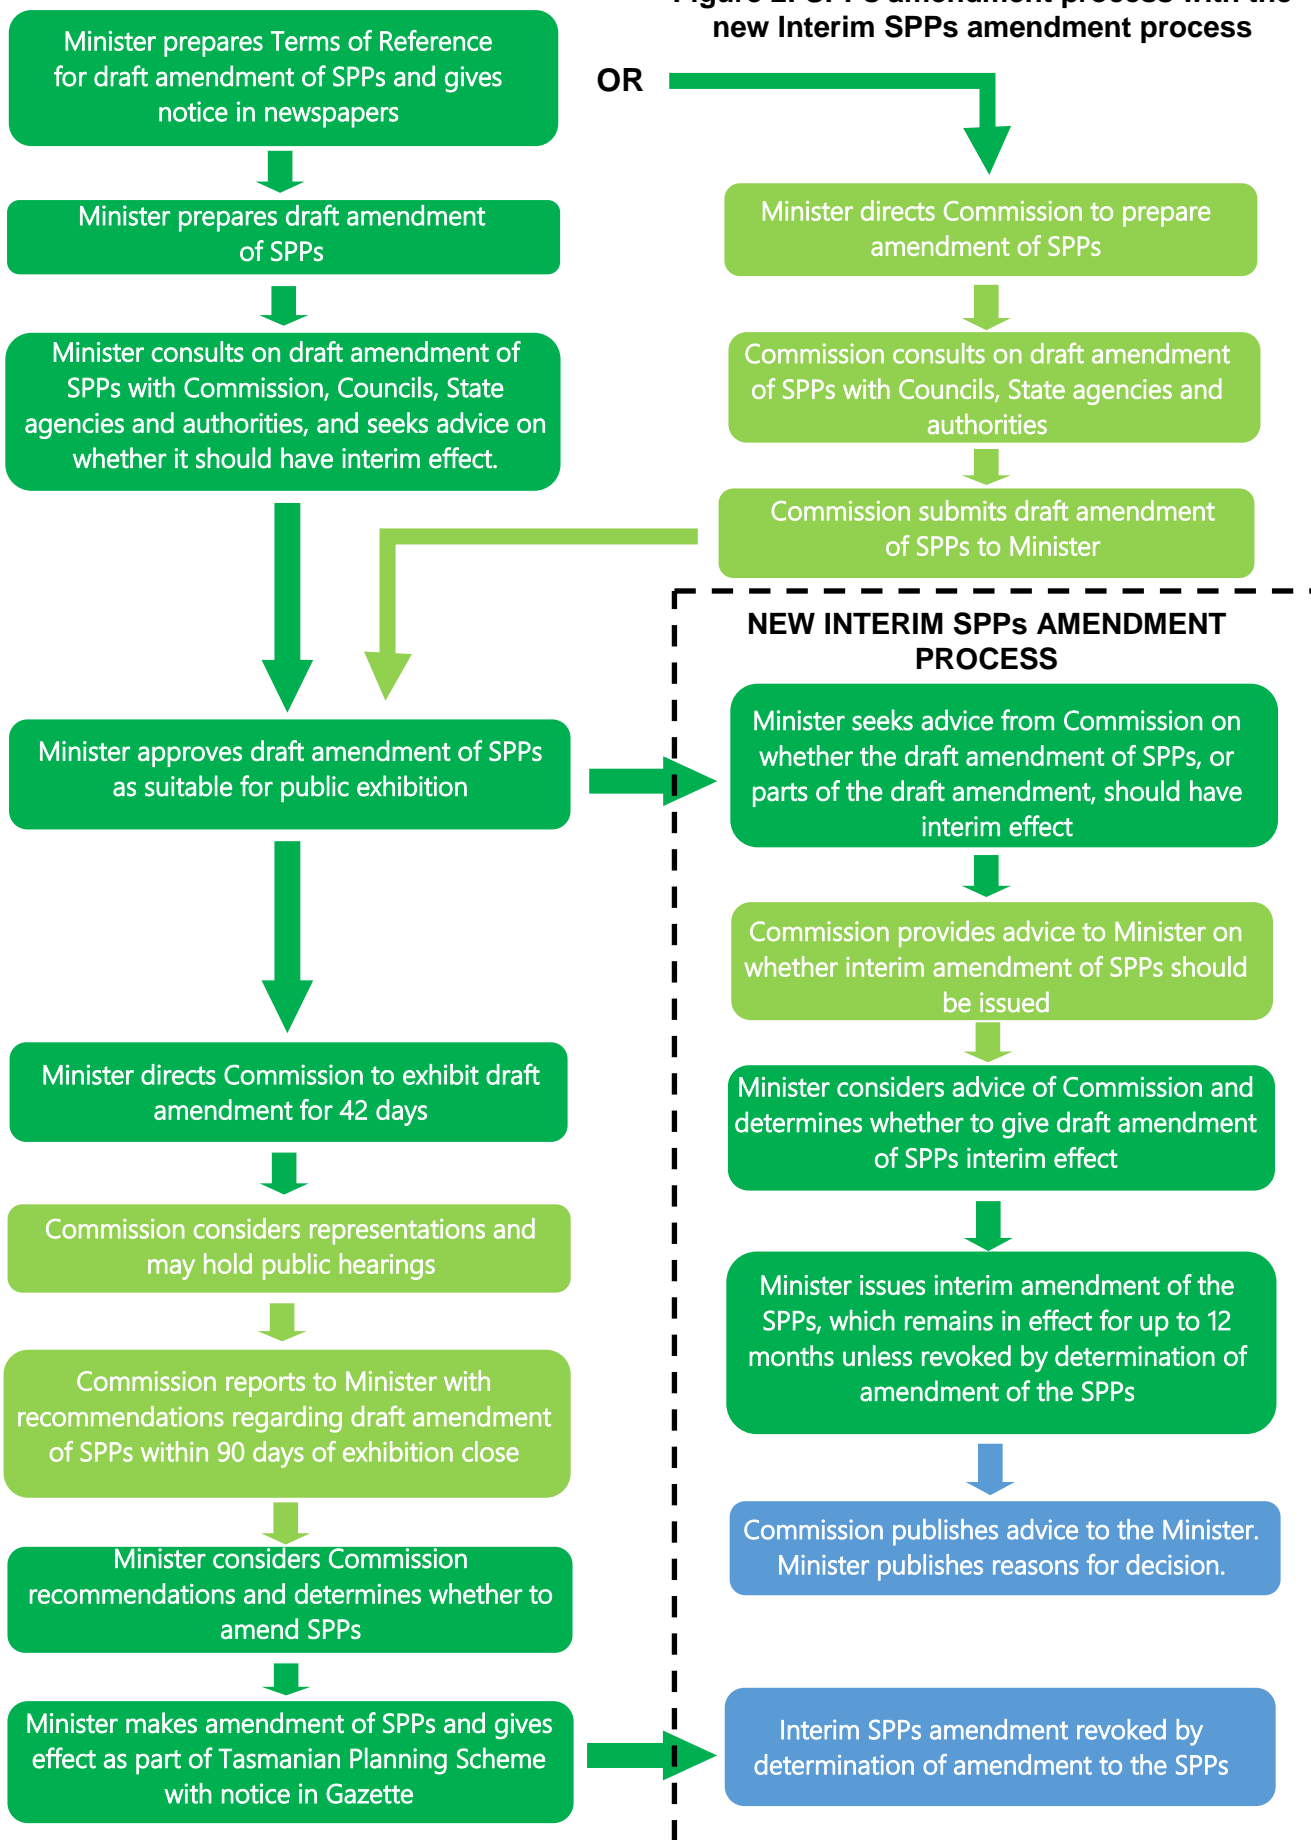 Figure 2: SPPs amendment process with the
new Interim SPPs amendment process
Minister prepares Terms of Reference
for draft amendment of SPPs and gives
notice in newspapers
Minister prepares draft amendment
of SPPs
Minister consults on draft amendment of
SPPs with Commission, Councils, State
agencies and authorities, and seeks advice on
whether it should have interim effect.
OR
Minister directs Commission to prepare
amendment of SPPs
Commission consults on draft amendment
of SPPs with Councils, State agencies and
authorities
Commission submits draft amendment
of SPPs to Minister
Minister approves draft amendment of SPPs
as suitable for public exhibition
Minister directs Commission to exhibit draft
amendment for 42 days
Commission considers representations and
may hold public hearings
Commission reports to Minister with
recommendations regarding draft amendment
of SPPs within 90 days of exhibition close
Minister considers Commission
recommendations and determines whether to
amend SPPs
Minister makes amendment of SPPs and gives
effect as part of Tasmanian Planning Scheme
with notice in Gazette
NEW INTERIM SPPs AMENDMENT
PROCESS
Minister seeks advice from Commission on
whether the draft amendment of SPPs, or
parts of the draft amendment, should have
interim effect
Commission provides advice to Minister on
whether interim amendment of SPPs should
be issued
Minister considers advice of Commission and
determines whether to give draft amendment
of SPPs interim effect
Minister issues interim amendment of the
SPPs, which remains in effect for up to 12
months unless revoked by determination of
amendment of the SPPs
Commission publishes advice to the Minister.
Minister publishes reasons for decision.
Interim SPPs amendment revoked by
determination of amendment to the SPPs